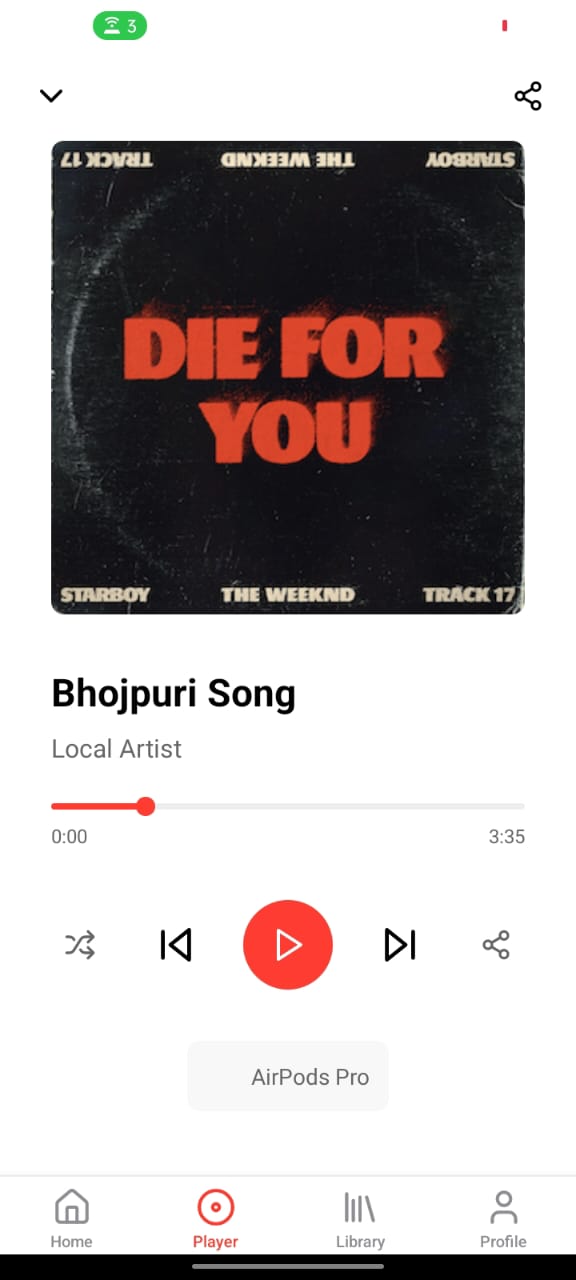 3
TRACK 17 THE WEEKND STARBOY
DIE FOR
YOU
STARBOY THE WEEKND TRACK 17
Bhojpuri Song
Local Artist
0:00 3:35
AirPods Pro
Home Player Library Profile